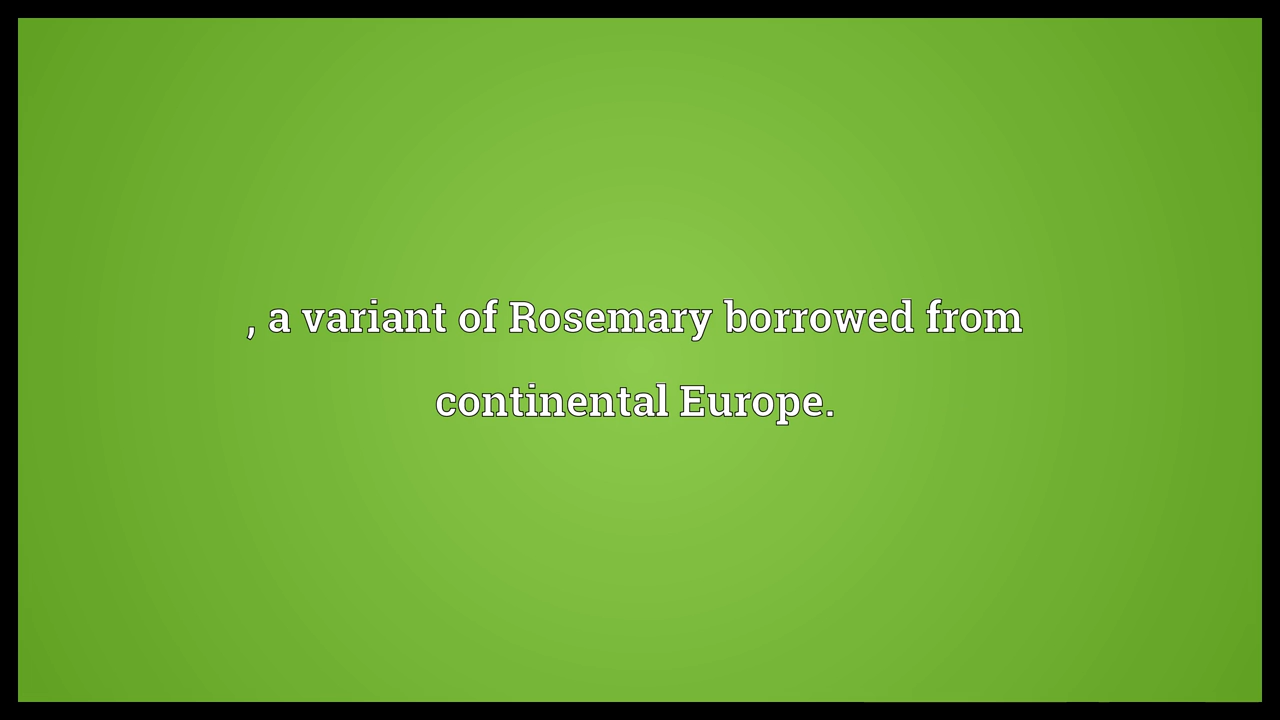 , a variant of Rosemary borrowed from
continental Europe.